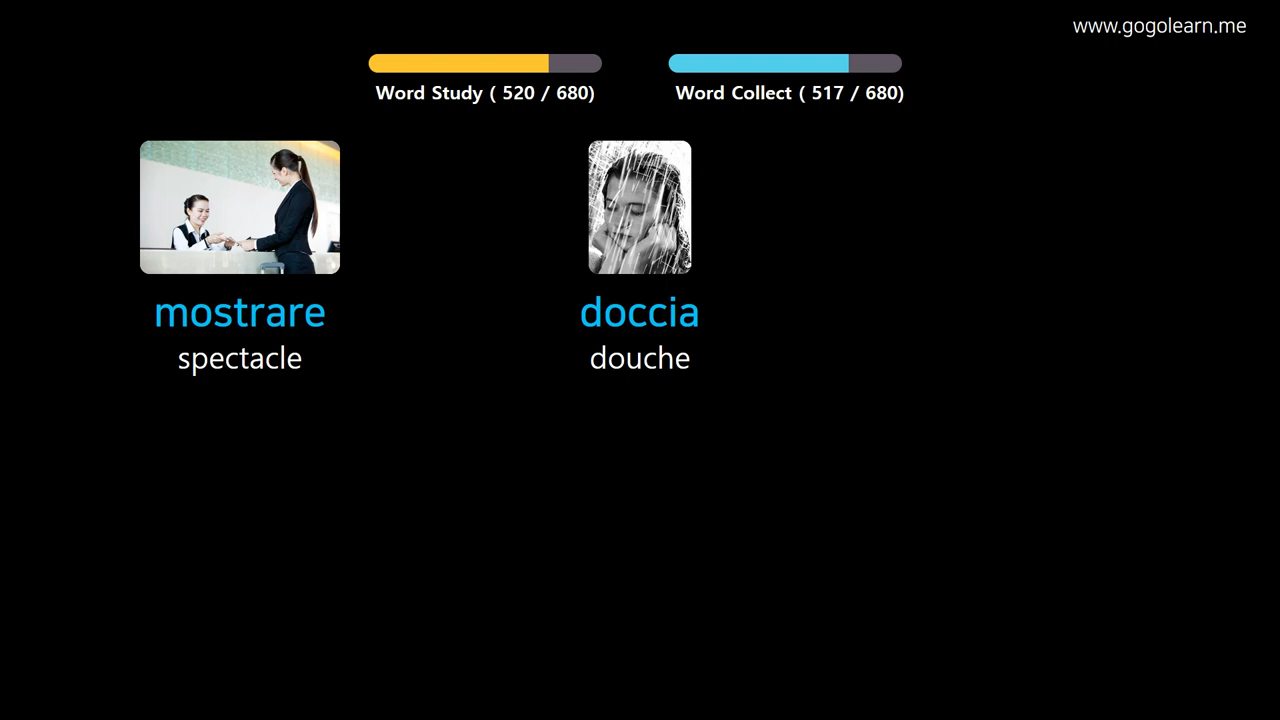 www.gogolearn.me
Word Study ( 520 / 680)
Word Collect ( 517 / 680)
mostrare
spectacle
doccia
douche